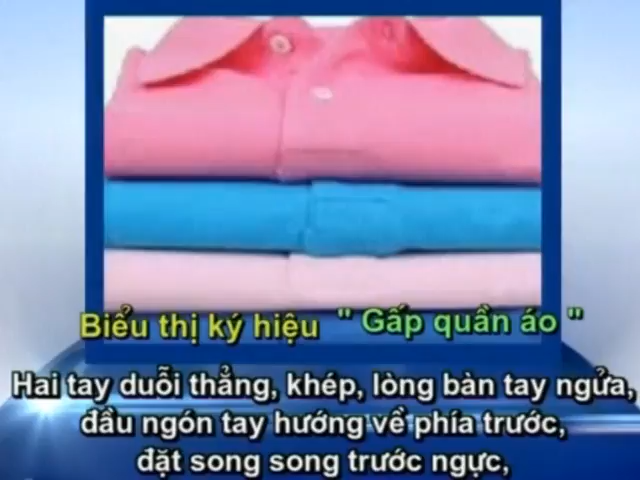 Biểu thị ký hiệu " Gấp quần áo "
Hai tay duỗi thẳng, khép, lòng bàn tay ngửa,
đầu ngón tay hướng về phía trước,
đặt song song trước ngực,